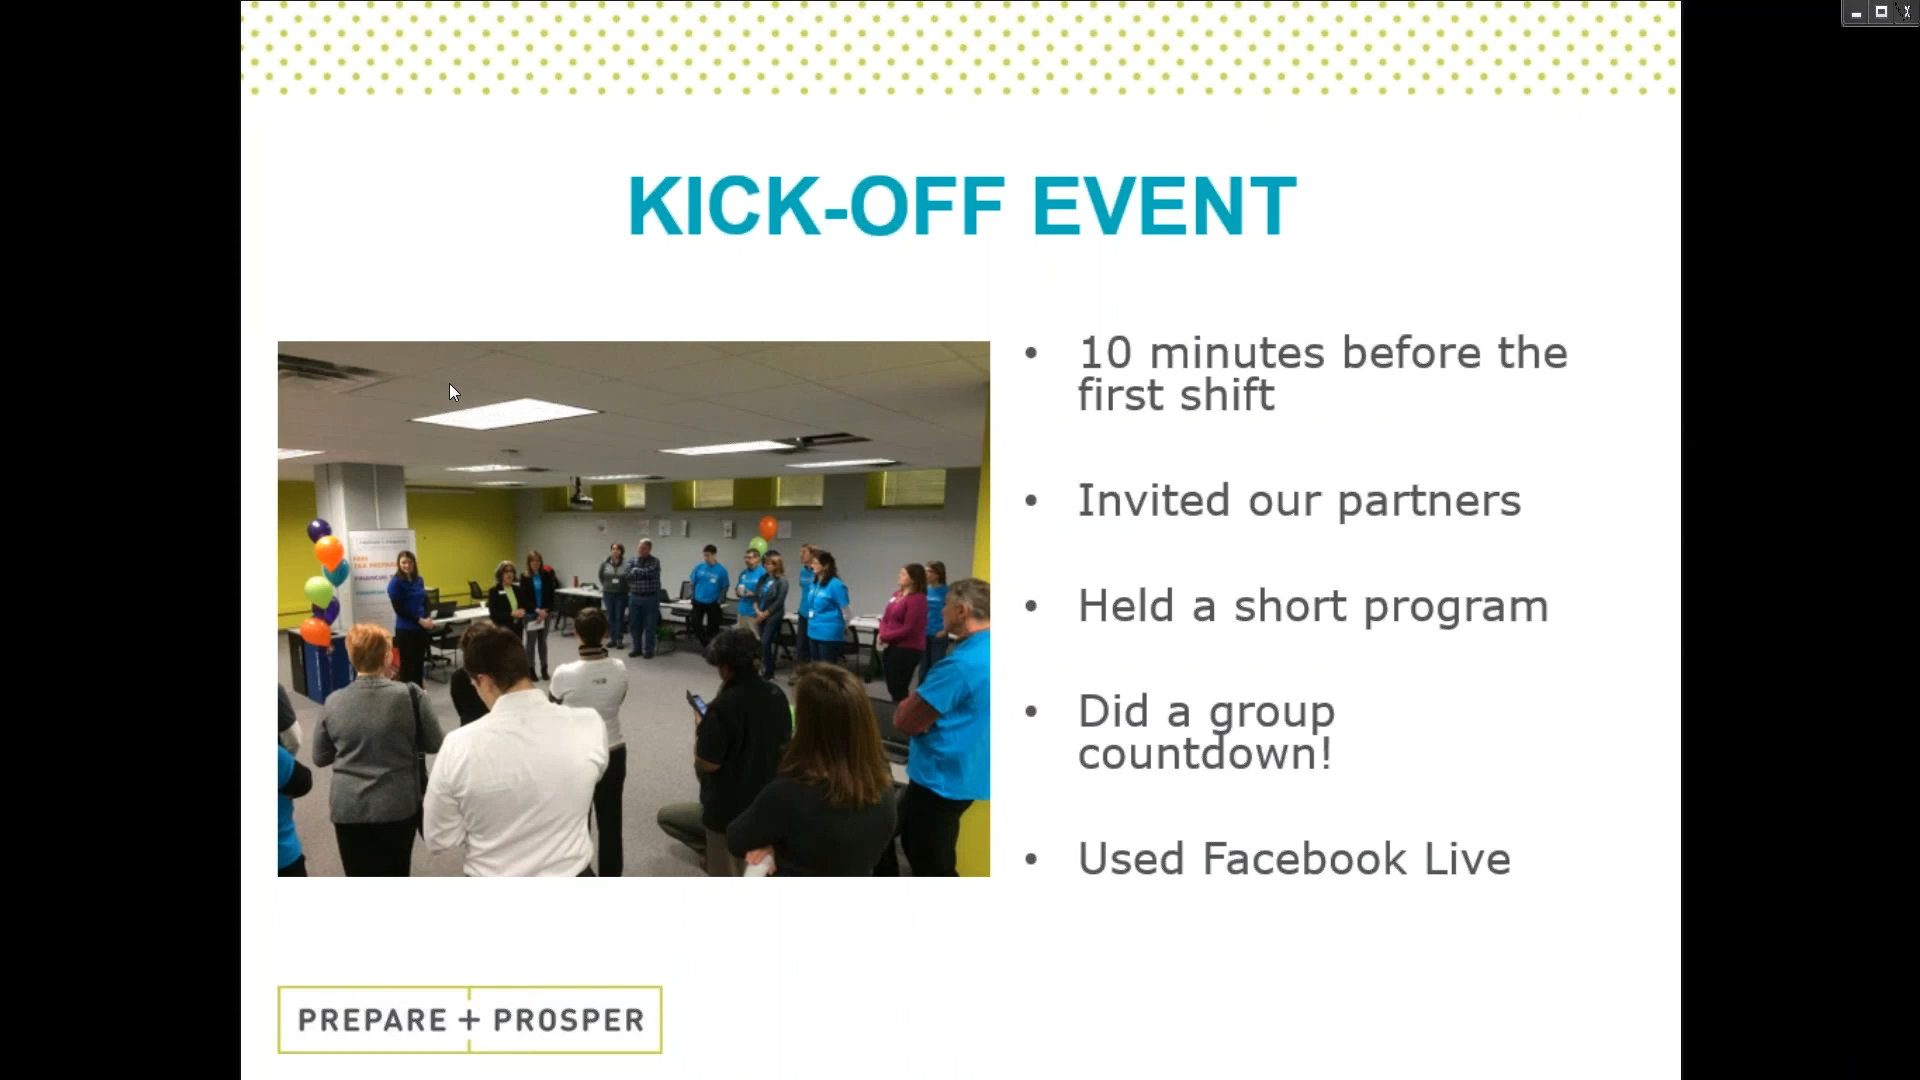 KICK-OFF EVENT
• 10 minutes before the
first shift
• Invited our partners
• Held a short program
• Did a group
countdown!
• Used Facebook Live
PREPARE + PROSPER